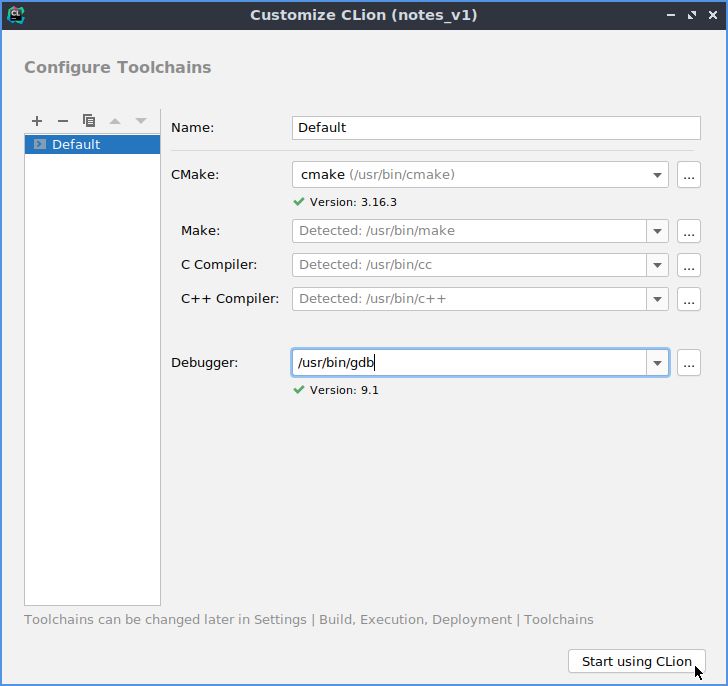 CL
Customize CLion (notes_v1)
Configure Toolchains
Default
Name: Default
CMake: cmake (/usr/bin/cmake) ...
Version: 3.16.3
Make: Detected: /usr/bin/make ...
C Compiler: Detected: /usr/bin/cc ...
C++ Compiler: Detected: /usr/bin/c++ ...
Debugger: /usr/bin/gdb ...
Version: 9.1
Toolchains can be changed later in Settings | Build, Execution, Deployment | Toolchains
Start using CLion